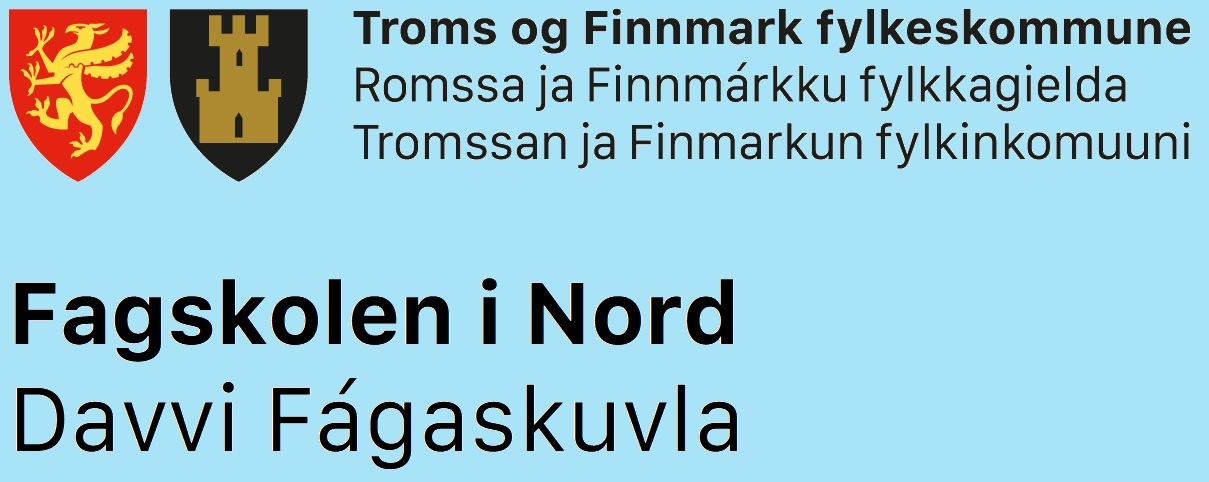 Troms og Finnmark fylkeskommune
Romssa ja Finnmárkku fylkkagielda
Tromssan ja Finmarkun fylkinkomuuni
Fagskolen i Nord
Davvi Fágaskuvla